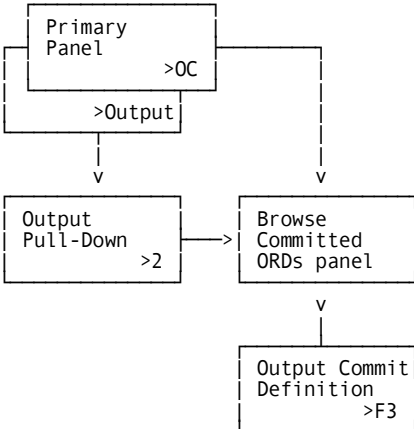 Primary
Panel
>OC
>Output
v
v
Output
Pull-Down
>2
>
Browse
Committed
ORDs panel
v
Output Commit
Definition
>F3